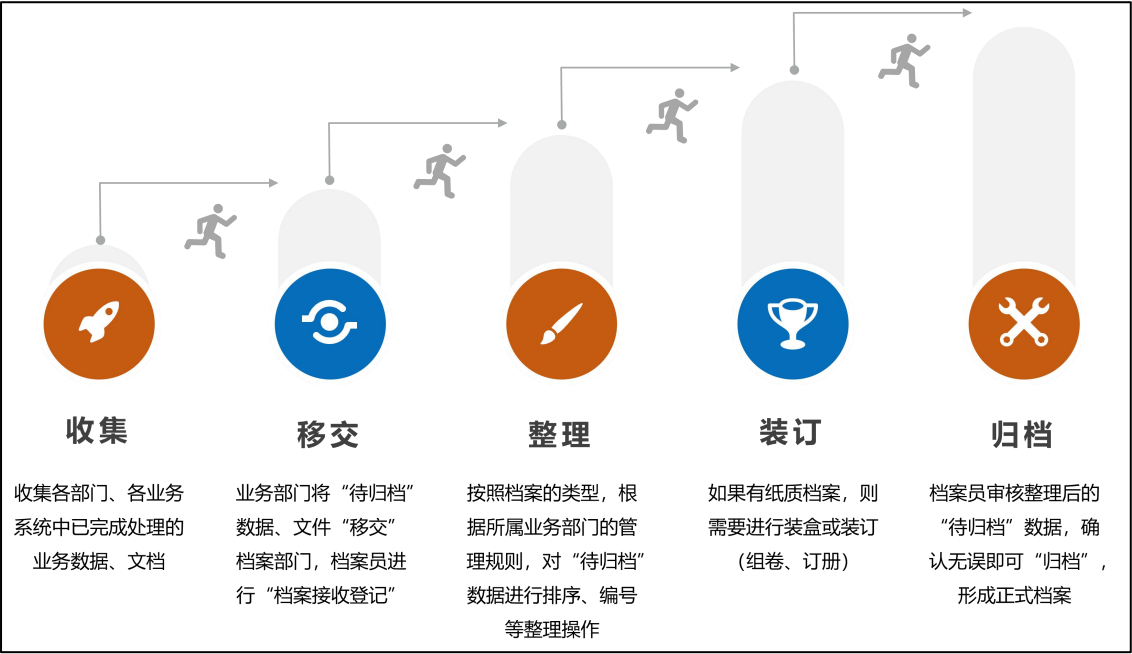 收集
收集各部门、各业务
系统中已完成处理的
业务数据、文档
移交
业务部门将“待归档”
数据、文件“移交”
档案部门，档案员进
行“档案接收登记”
整理
按照档案的类型，根
据所属业务部门的管
理规则，对“待归档”
数据进行排序、编号
等整理操作
装订
如果有纸质档案，则
需要进行装盒或装订
（组卷、订册）
归档
档案员审核整理后的
“待归档”数据，确
认无误即可“归档”，
形成正式档案